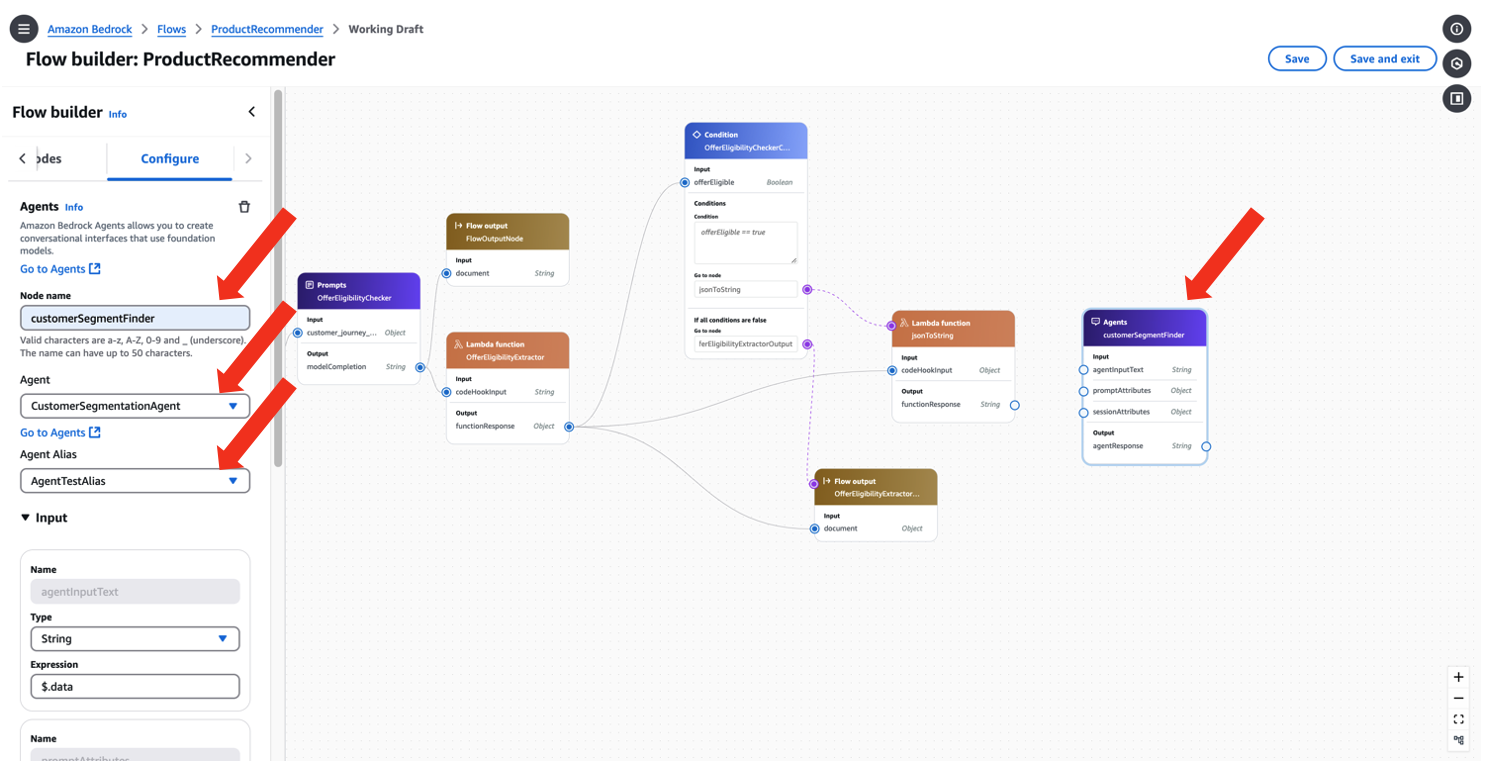 Amazon Bedrock > Flows > ProductRecommender > Working Draft
Flow builder: ProductRecommender
Save
Save and exit
Flow builder Info
odes
Configure
Agents Info
Amazon Bedrock Agents allows you to create
conversational interfaces that use foundation
models.
Go to Agents
Node name
customerSegmentFinder
Valid characters are a-z, A-Z, 0-9 and _ (underscore).
The name can have up to 50 characters.
Agent
CustomerSegmentationAgent
Go to Agents
Agent Alias
AgentTestAlias
Input
Name
agentInputText
Type
String
Expression
$.data
Name
promptAttributes
Prompts
OfferEligibilityChecker
Input
customer_journey_... Object
Output
modelCompletion String
Flow output
FlowOutputNode
Input
document String
Lambda function
OfferEligibilityExtractor
Input
codeHookInput String
Output
functionResponse Object
Condition
OfferEligibilityCheckerC...
Input
offerEligible Boolean
Conditions
Condition
offerEligible == true
Go to node
jsonToString
If all conditions are false
Go to node
ferEligibilityExtractorOutput
Lambda function
jsonToString
Input
codeHookInput Object
Output
functionResponse String
Flow output
OfferEligibilityExtractor...
Input
document Object
Agents
customerSegmentFinder
Input
agentInputText String
promptAttributes Object
sessionAttributes Object
Output
agentResponse String